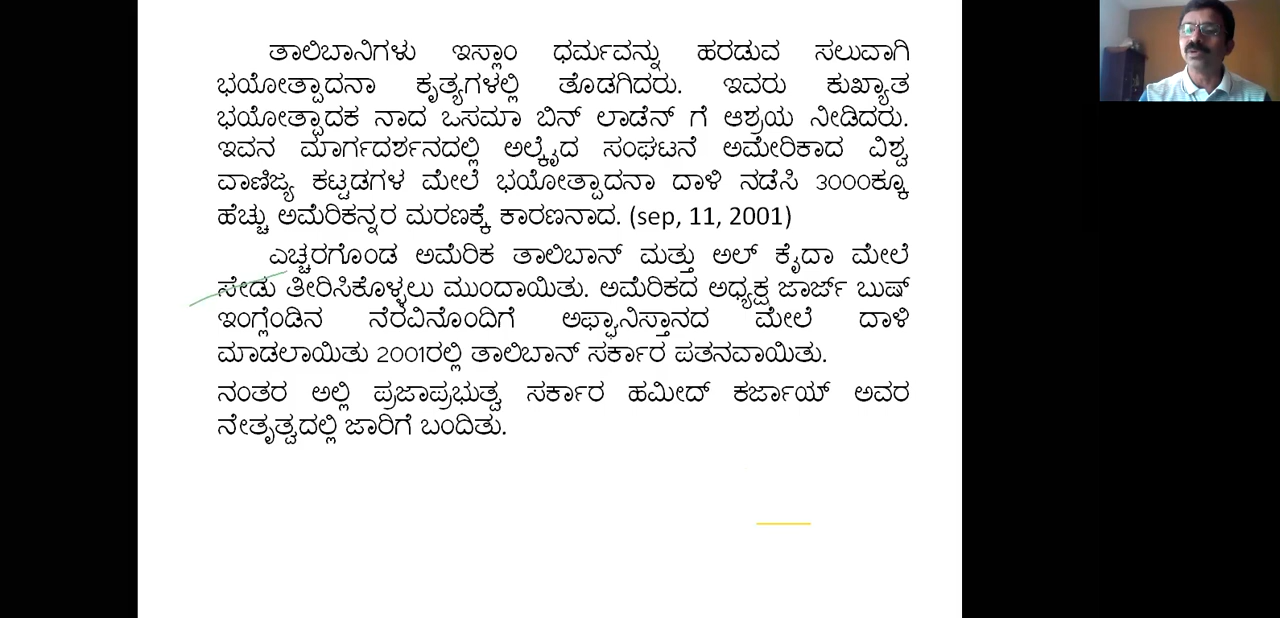 ತಾಲಿಬಾನಿಗಳು ಇಸ್ಲಾಂ ಧರ್ಮವನ್ನು ಹರಡುವ ಸಲುವಾಗಿ
ಭಯೋತ್ಪಾದನಾ ಕೃತ್ಯಗಳಲ್ಲಿ ತೊಡಗಿದರು. ಇವರು ಕುಖ್ಯಾತ
ಭಯೋತ್ಪಾದಕ ನಾದ ಒಸಮಾ ಬಿನ್ ಲಾಡೆನ್ ಗೆ ಆಶ್ರಯ ನೀಡಿದರು.
ಇವನ ಮಾರ್ಗದರ್ಶನದಲ್ಲಿ ಅಲ್ಕೈದ ಸಂಘಟನೆ ಅಮೇರಿಕಾದ ವಿಶ್ವ
ವಾಣಿಜ್ಯ ಕಟ್ಟಡಗಳ ಮೇಲೆ ಭಯೋತ್ಪಾದನಾ ದಾಳಿ ನಡೆಸಿ 3000ಕ್ಕೂ
ಹೆಚ್ಚು ಅಮೆರಿಕನ್ನರ ಮರಣಕ್ಕೆ ಕಾರಣನಾದ. (sep, 11, 2001)
ಎಚ್ಚರಗೊಂಡ ಅಮೆರಿಕ ತಾಲಿಬಾನ್ ಮತ್ತು ಅಲ್ ಕೈದಾ ಮೇಲೆ
ಸೇಡು ತೀರಿಸಿಕೊಳ್ಳಲು ಮುಂದಾಯಿತು. ಅಮೆರಿಕದ ಅಧ್ಯಕ್ಷ ಜಾರ್ಜ್ ಬುಷ್
ಇಂಗ್ಲೆಂಡಿನ ನೆರವಿನೊಂದಿಗೆ ಅಫ್ಘಾನಿಸ್ತಾನದ ಮೇಲೆ ದಾಳಿ
ಮಾಡಲಾಯಿತು 2001ರಲ್ಲಿ ತಾಲಿಬಾನ್ ಸರ್ಕಾರ ಪತನವಾಯಿತು.
ನಂತರ ಅಲ್ಲಿ ಪ್ರಜಾಪ್ರಭುತ್ವ ಸರ್ಕಾರ ಹಮೀದ್ ಕರ್ಜಾಯ್ ಅವರ
ನೇತೃತ್ವದಲ್ಲಿ ಜಾರಿಗೆ ಬಂದಿತು.